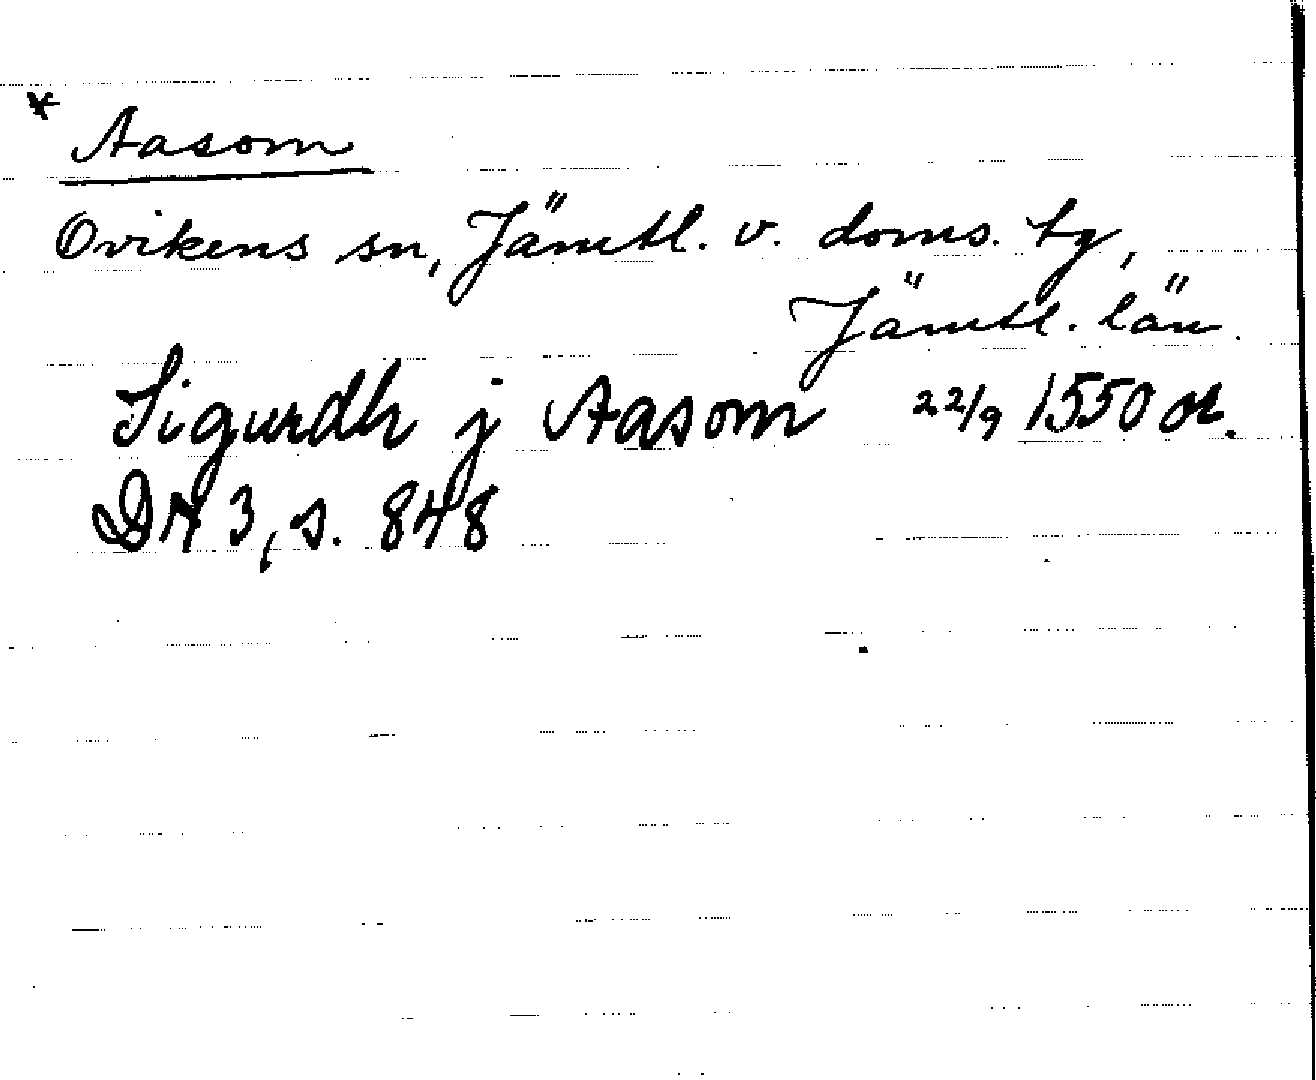 * Aasom
Ovikens sn, Jämtl. v. doms. tg,
Jämtl. län.
Sigurdh j Aasom 22/9 1550 or.
DN 3, s. 848